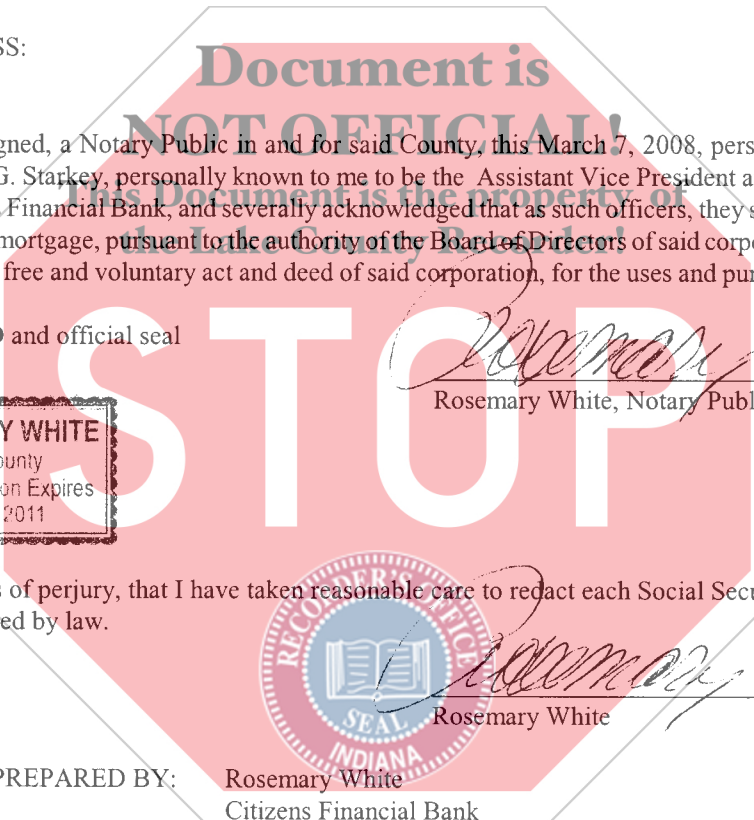 SS:
Document is
NOT OFFICIAL!
gned, a Notary Public in and for said County, this March 7, 2008, pers
G. Starkey, personally known to me to be the Assistant Vice President a
This Document is the property of
Financial Bank, and severally acknowledged that as such officers, they s
mortgage, pursuant to the authority of the Board of Directors of said corpo
the Lake County Recorder!
free and voluntary act and deed of said corporation, for the uses and pur
and official seal
STOP
Rosemary
Rosemary White, Notary Publ
Y WHITE
ounty
on Expires
2011
s of perjury, that I have taken reasonable care to redact each Social Secu
red by law.
RECORDER'S OFFICE
SEAL
INDIANA
Rosemary
Rosemary White
PREPARED BY: Rosemary White
Citizens Financial Bank